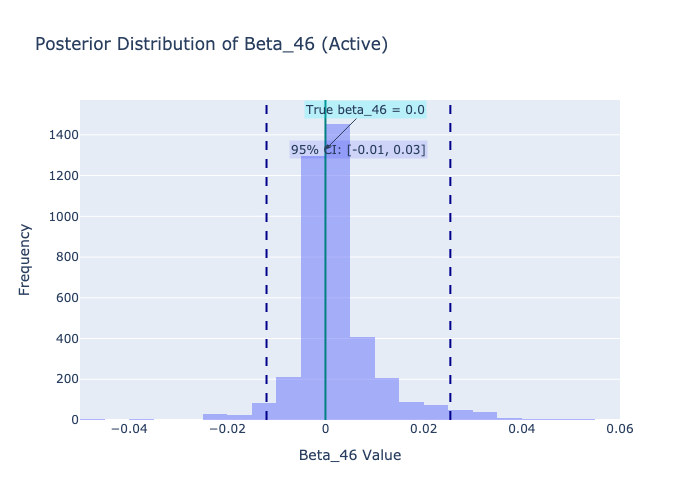 Posterior Distribution of Beta_46 (Active)
True beta_46 = 0.0
95% CI: [-0.01, 0.03]
1400
1200
1000
800
600
400
200
0
Frequency
−0.04
−0.02
0
0.02
0.04
0.06
Beta_46 Value